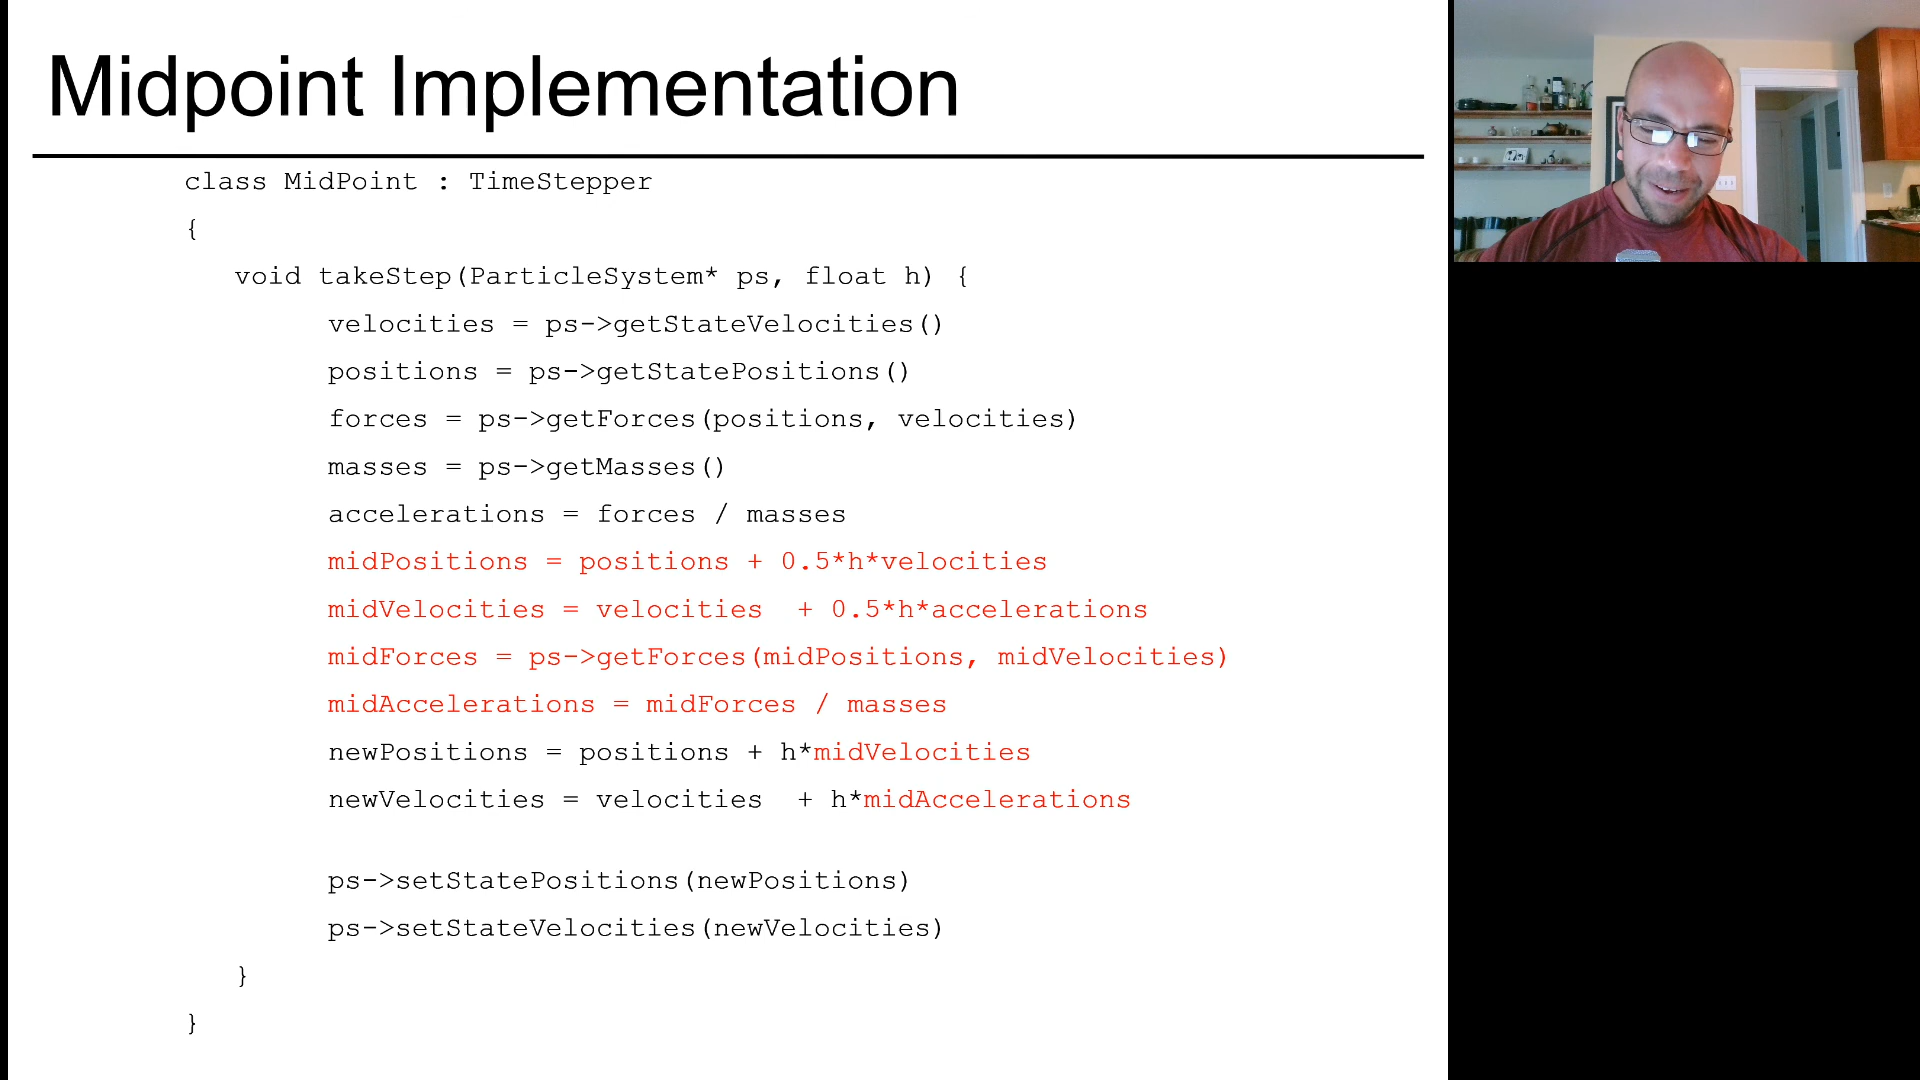 Midpoint Implementation
class MidPoint : TimeStepper
{
void takeStep(ParticleSystem* ps, float h) {
velocities = ps->getStateVelocities()
positions = ps->getStatePositions()
forces = ps->getForces(positions, velocities)
masses = ps->getMasses()
accelerations = forces / masses
midPositions = positions + 0.5*h*velocities
midVelocities = velocities  + 0.5*h*accelerations
midForces = ps->getForces(midPositions, midVelocities)
midAccelerations = midForces / masses
newPositions = positions + h*midVelocities
newVelocities = velocities  + h*midAccelerations
ps->setStatePositions(newPositions)
ps->setStateVelocities(newVelocities)
}
}